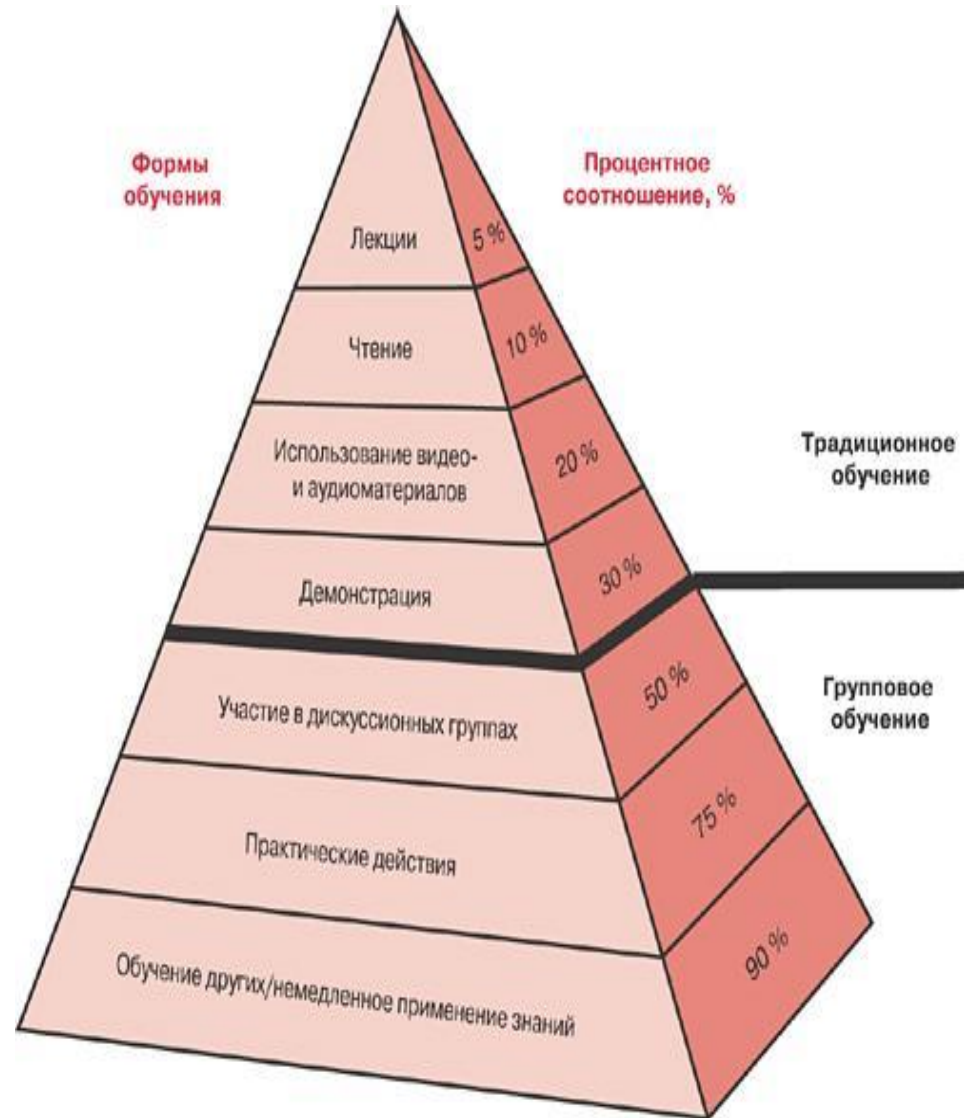 Формы
обучения
Процентное
соотношение, %
Лекции
5 %
Чтение
10 %
Использование видео-
и аудиоматериалов
20 %
Демонстрация
30 %
Традиционное
обучение
Участие в дискуссионных группах
50 %
Групповое
обучение
Практические действия
75 %
Обучение других/немедленное применение знаний
90 %